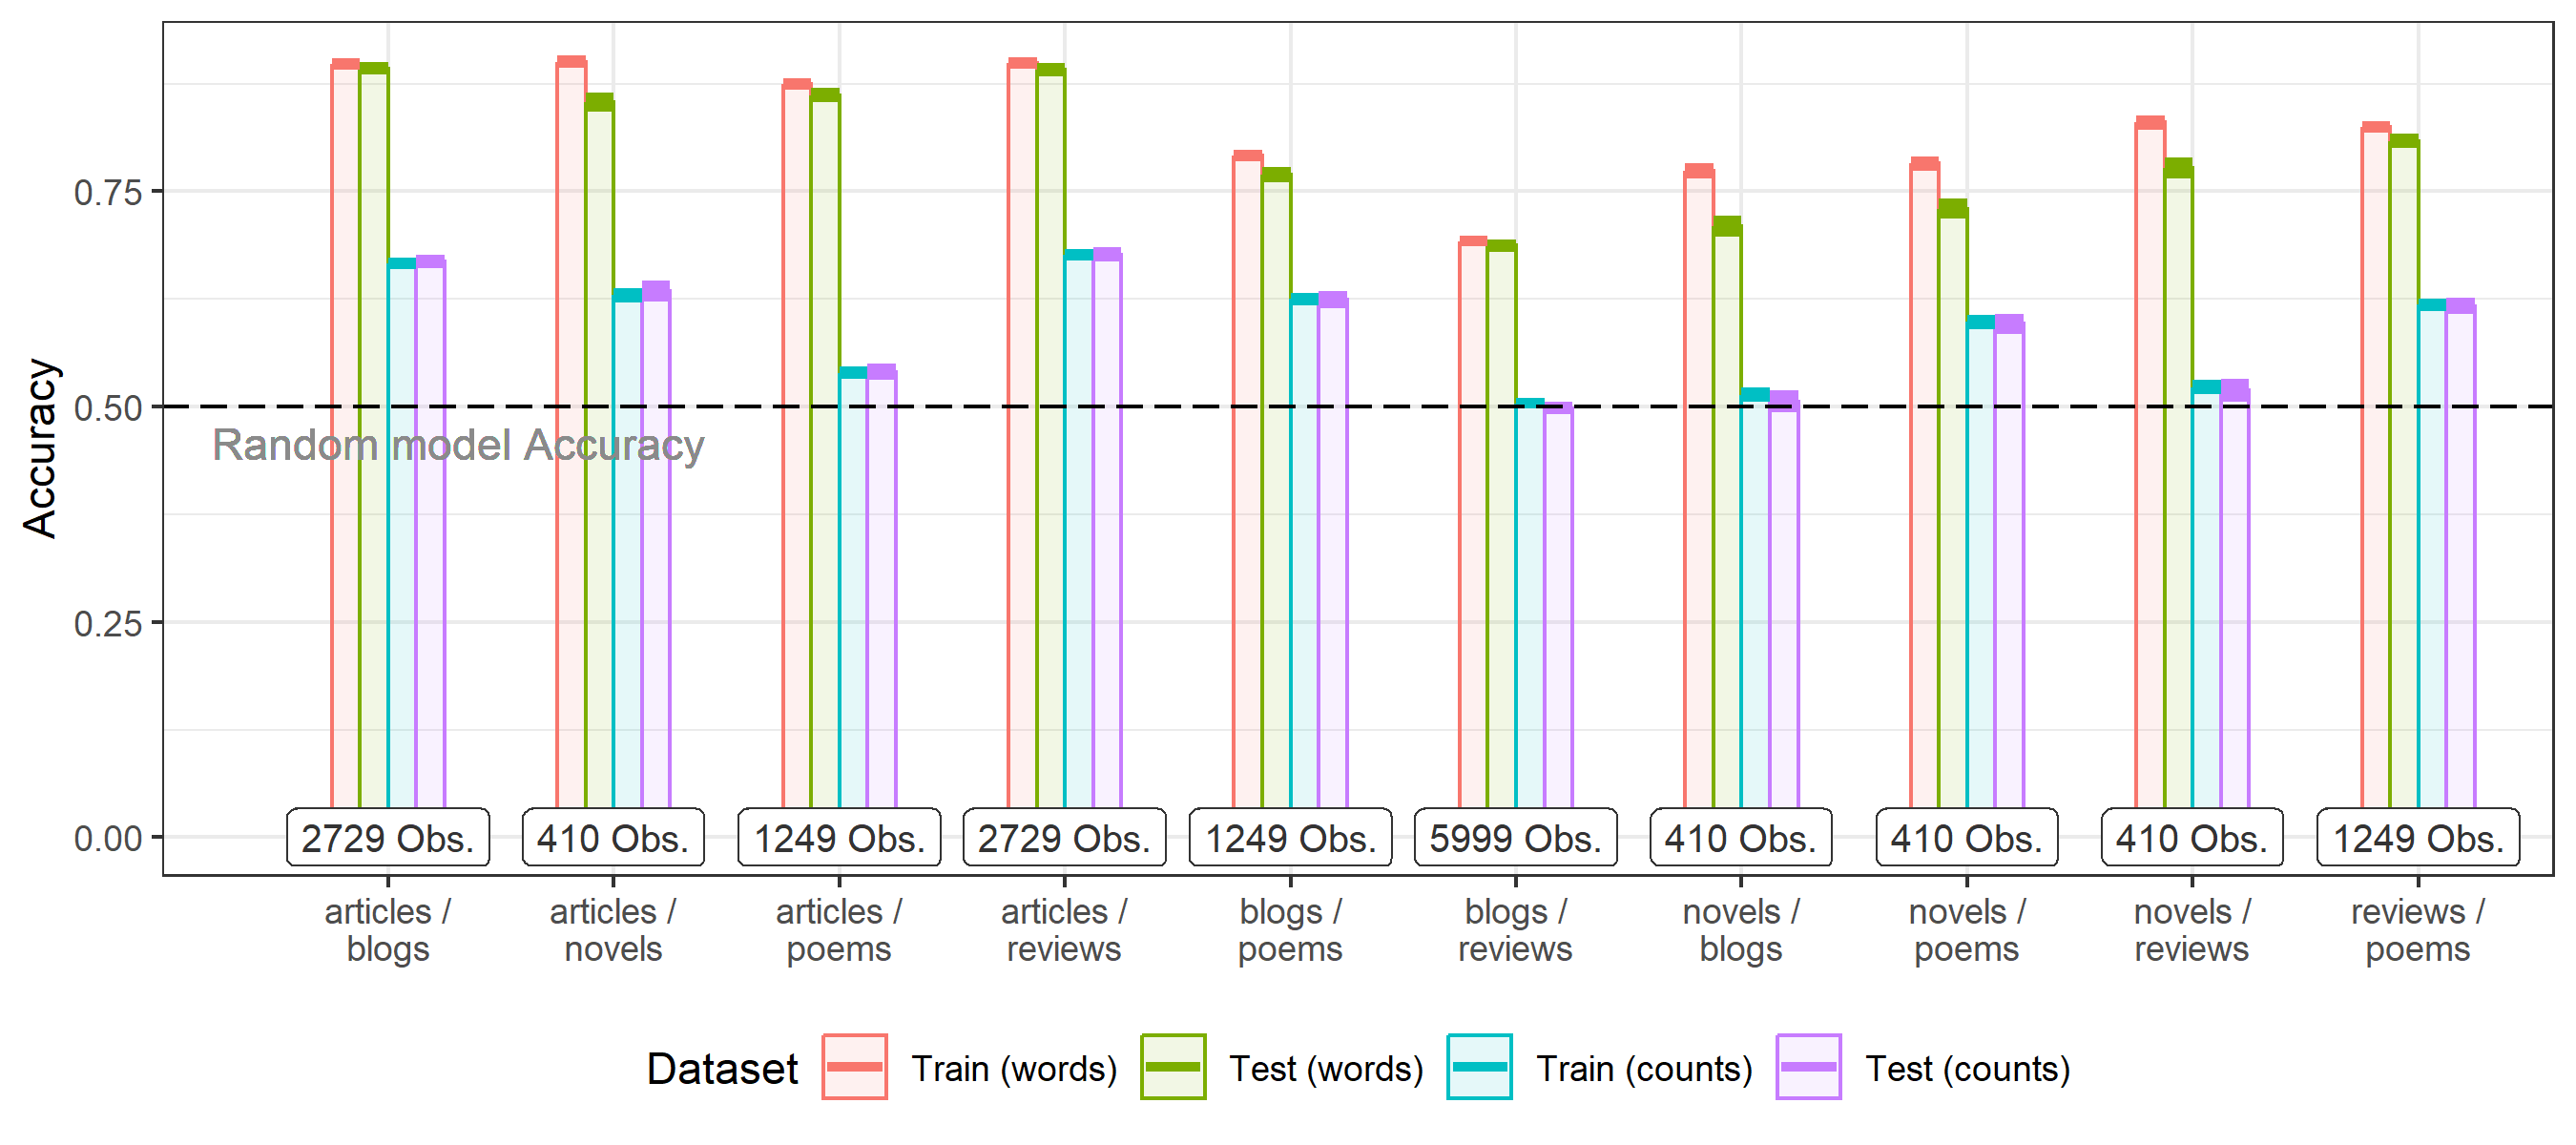 Accuracy
0.75
0.50
0.25
0.00
Random model Accuracy
2729 Obs.
410 Obs.
1249 Obs.
2729 Obs.
1249 Obs.
5999 Obs.
410 Obs.
410 Obs.
410 Obs.
1249 Obs.
articles /
blogs
articles /
novels
articles /
poems
articles /
reviews
blogs /
poems
blogs /
reviews
novels /
blogs
novels /
poems
novels /
reviews
reviews /
poems
Dataset
Train (words)
Test (words)
Train (counts)
Test (counts)